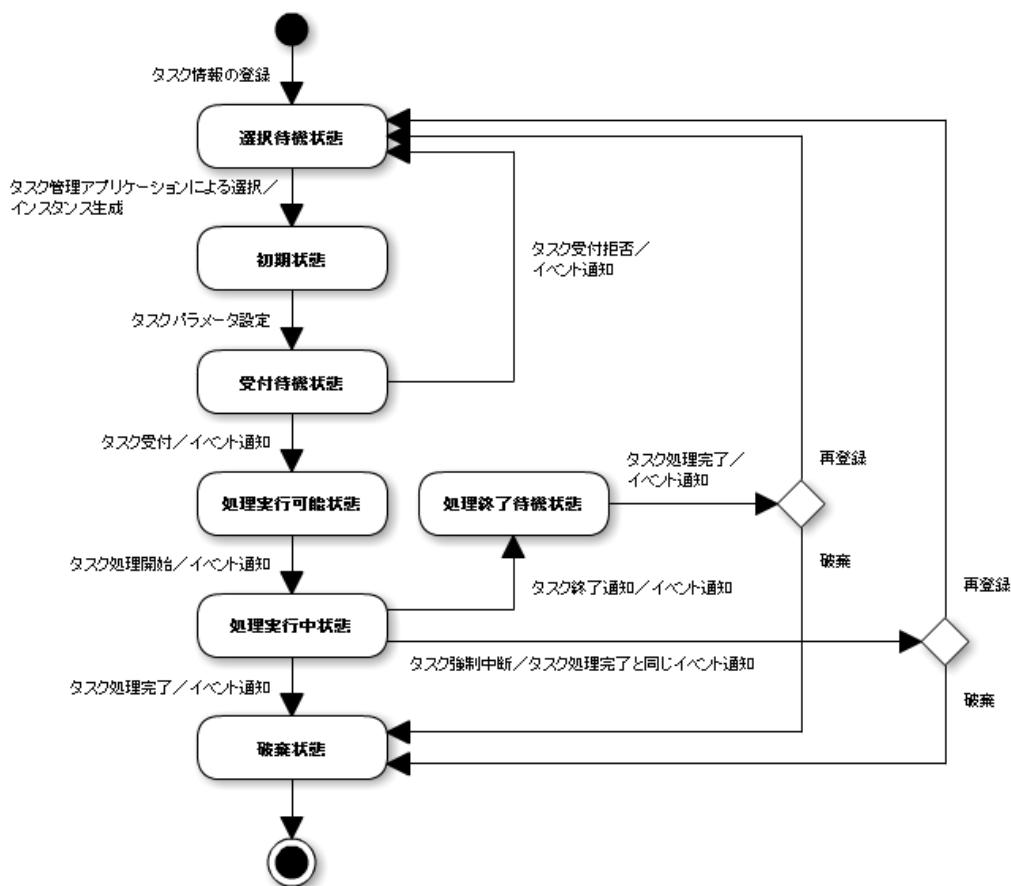 タスク情報の登録
選択待機状態
タスク管理アプリケーションによる選択／
インスタンス生成
初期状態
タスク受付拒否／
イベント通知
タスクパラメータ設定
受付待機状態
タスク受付／イベント通知
タスク処理完了／
イベント通知
再登録
処理実行可能状態
処理終了待機状態
タスク処理開始／イベント通知
破棄
タスク終了通知／イベント通知
再登録
処理実行中状態
タスク強制中断／タスク処理完了と同じイベント通知
タスク処理完了／イベント通知
破棄
破棄状態